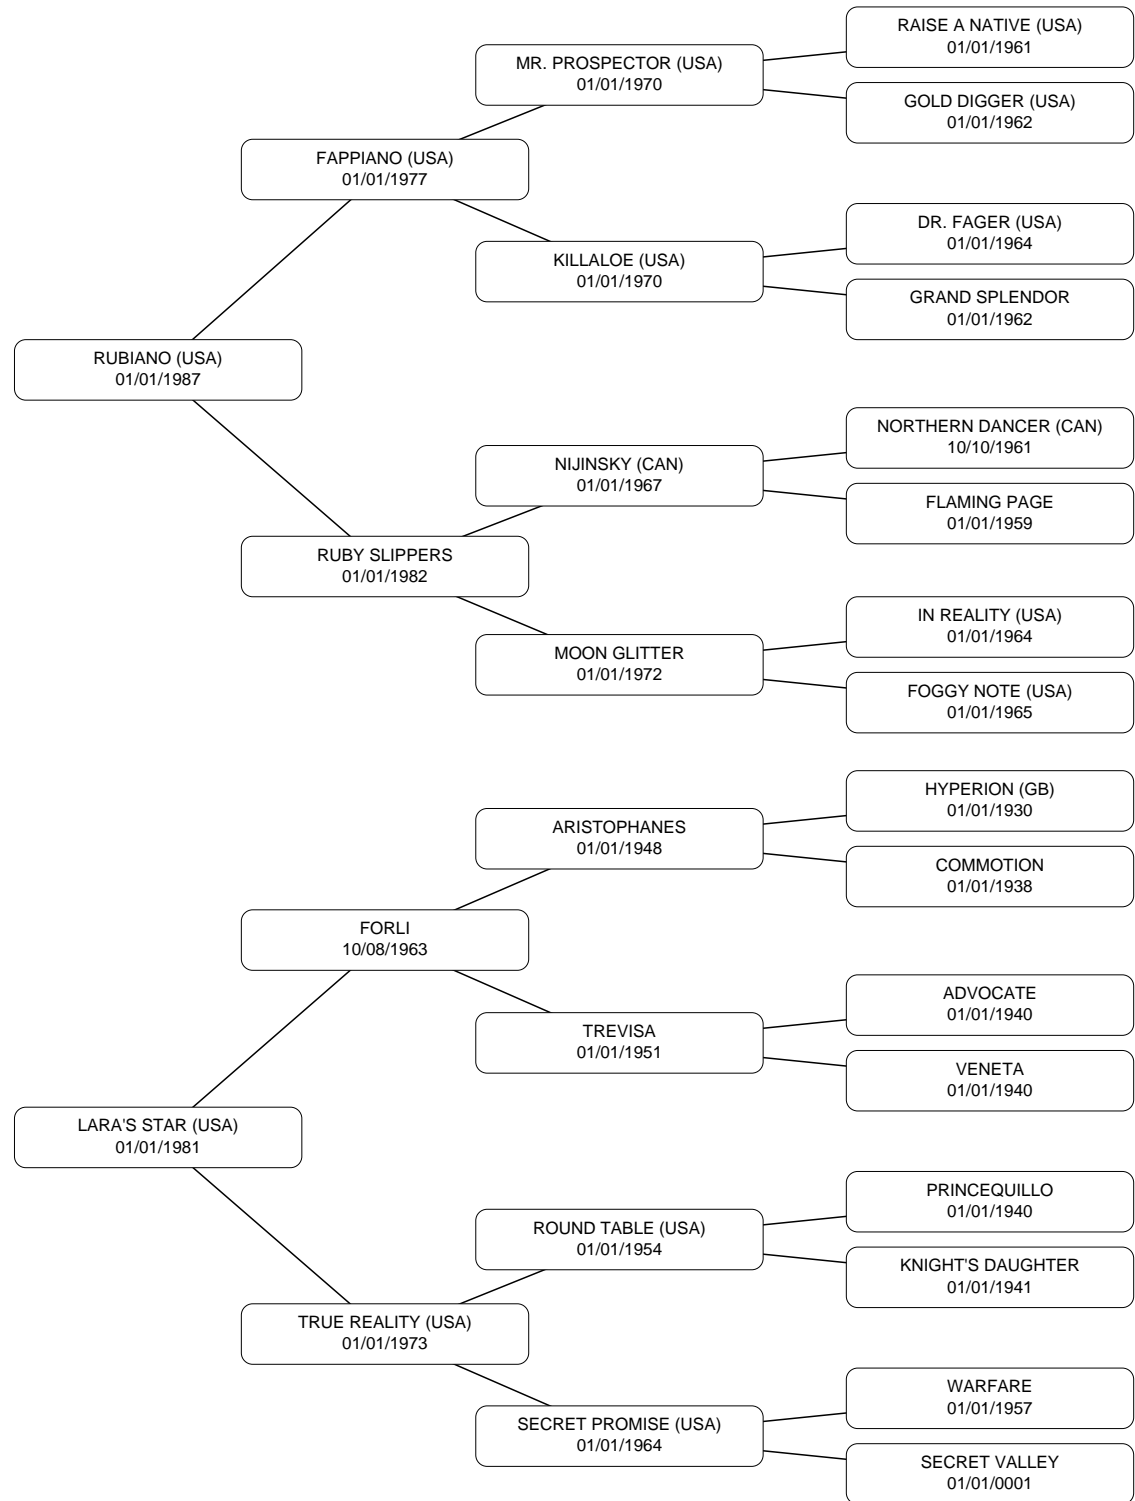 RAISE A NATIVE (USA)
01/01/1961
MR. PROSPECTOR (USA)
01/01/1970
GOLD DIGGER (USA)
01/01/1962
FAPPIANO (USA)
01/01/1977
DR. FAGER (USA)
01/01/1964
KILLALOE (USA)
01/01/1970
GRAND SPLENDOR
01/01/1962
RUBIANO (USA)
01/01/1987
NORTHERN DANCER (CAN)
10/10/1961
NIJINSKY (CAN)
01/01/1967
FLAMING PAGE
01/01/1959
RUBY SLIPPERS
01/01/1982
IN REALITY (USA)
01/01/1964
MOON GLITTER
01/01/1972
FOGGY NOTE (USA)
01/01/1965
HYPERION (GB)
01/01/1930
ARISTOPHANES
01/01/1948
COMMOTION
01/01/1938
FORLI
10/08/1963
ADVOCATE
01/01/1940
TREVISA
01/01/1951
VENETA
01/01/1940
LARA'S STAR (USA)
01/01/1981
PRINCEQUILLO
01/01/1940
ROUND TABLE (USA)
01/01/1954
KNIGHT'S DAUGHTER
01/01/1941
TRUE REALITY (USA)
01/01/1973
WARFARE
01/01/1957
SECRET PROMISE (USA)
01/01/1964
SECRET VALLEY
01/01/0001